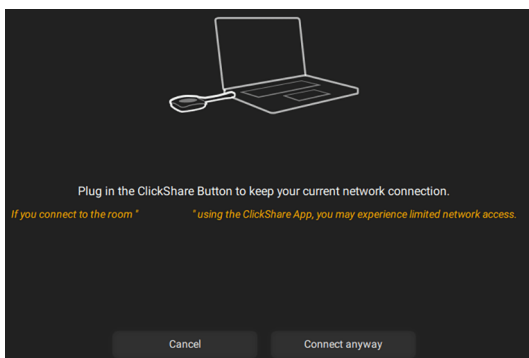 Plug in the ClickShare Button to keep your current network connection.
If you connect to the room " " using the ClickShare App, you may experience limited network access.
Cancel
Connect anyway